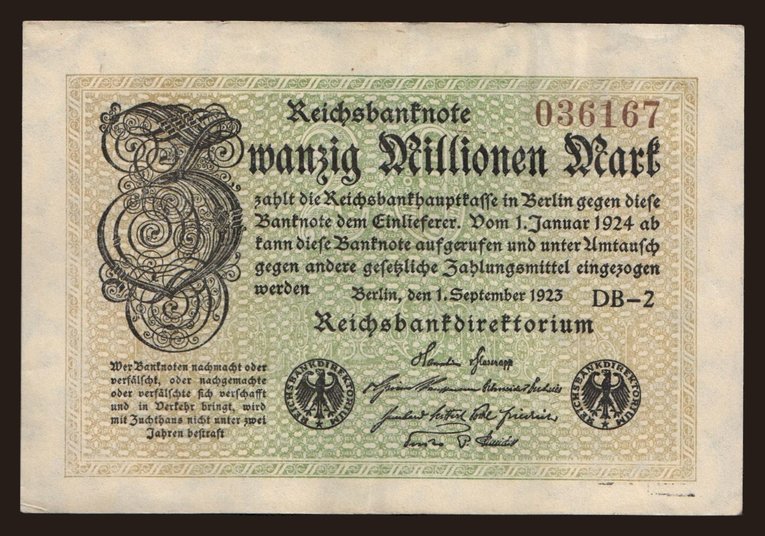 Reichsbanknote
036167
Zwanzig Millionen Mark
zahlt die Reichsbankhauptkasse in Berlin gegen diese
Banknote dem Einlieferer. Vom 1. Januar 1924 ab
kann diese Banknote aufgerufen und unter Umtausch
gegen andere gesetzliche Zahlungsmittel eingezogen
werden
Berlin, den 1. September 1923
DB-2
Reichsbankdirektorium
Wer Banknoten nachmacht oder
verfälscht, oder nachgemachte
oder verfälschte sich verschafft
und in Verkehr bringt, wird
mit Zuchthaus nicht unter zwei
Jahren bestraft
REICHSBANKDIREKTORIUM
REICHSBANKDIREKTORIUM